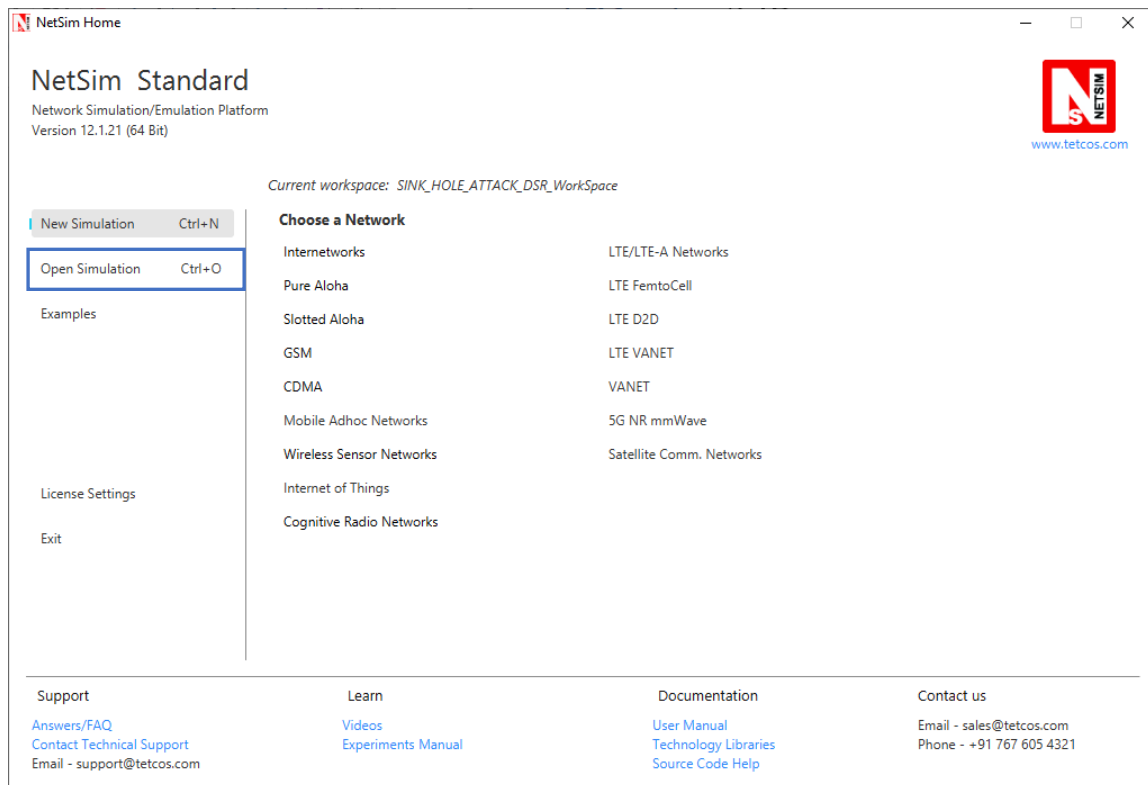 NetSim Home
NetSim Standard
Network Simulation/Emulation Platform
Version 12.1.21 (64 Bit)
NETSIM
NS
www.tetcos.com
Current workspace: SINK_HOLE_ATTACK_DSR_WorkSpace
New Simulation Ctrl+N
Open Simulation Ctrl+O
Examples
License Settings
Exit
Choose a Network
Internetworks
Pure Aloha
Slotted Aloha
GSM
CDMA
Mobile Adhoc Networks
Wireless Sensor Networks
Internet of Things
Cognitive Radio Networks
LTE/LTE-A Networks
LTE FemtoCell
LTE D2D
LTE VANET
VANET
5G NR mmWave
Satellite Comm. Networks
Support
Answers/FAQ
Contact Technical Support
Email - support@tetcos.com
Learn
Videos
Experiments Manual
Documentation
User Manual
Technology Libraries
Source Code Help
Contact us
Email - sales@tetcos.com
Phone - +91 767 605 4321